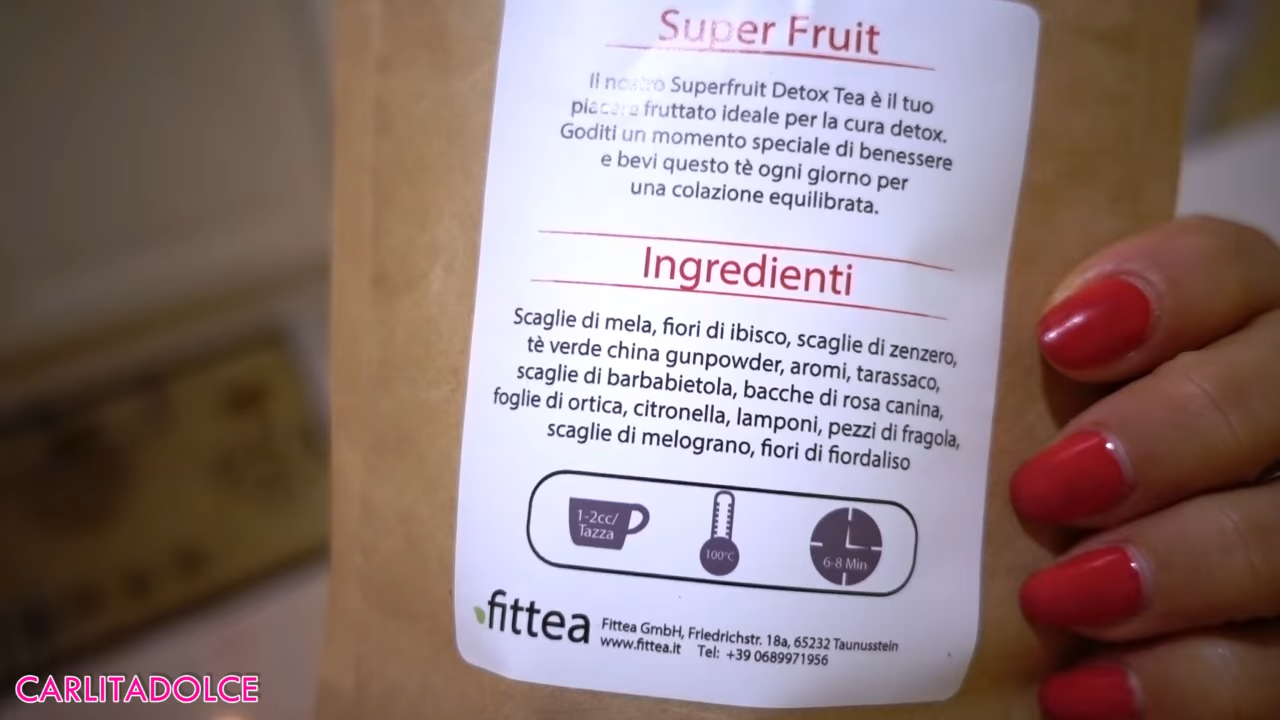 Super Fruit
Il nostro Superfruit Detox Tea è il tuo
piacere fruttato ideale per la cura detox.
Goditi un momento speciale di benessere
e bevi questo tè ogni giorno per
una colazione equilibrata.
Ingredienti
Scaglie di mela, fiori di ibisco, scaglie di zenzero,
tè verde china gunpowder, aromi, tarassaco,
scaglie di barbabietola, bacche di rosa canina,
foglie di ortica, citronella, lamponi, pezzi di fragola,
scaglie di melograno, fiori di fiordaliso
1-2cc/
Tazza
100°C
6-8 Min
fittea
Fittea GmbH, Friedrichstr. 18a, 65232 Taunusstein
www.fittea.it Tel: +39 0689971956
CARLITADOLCE